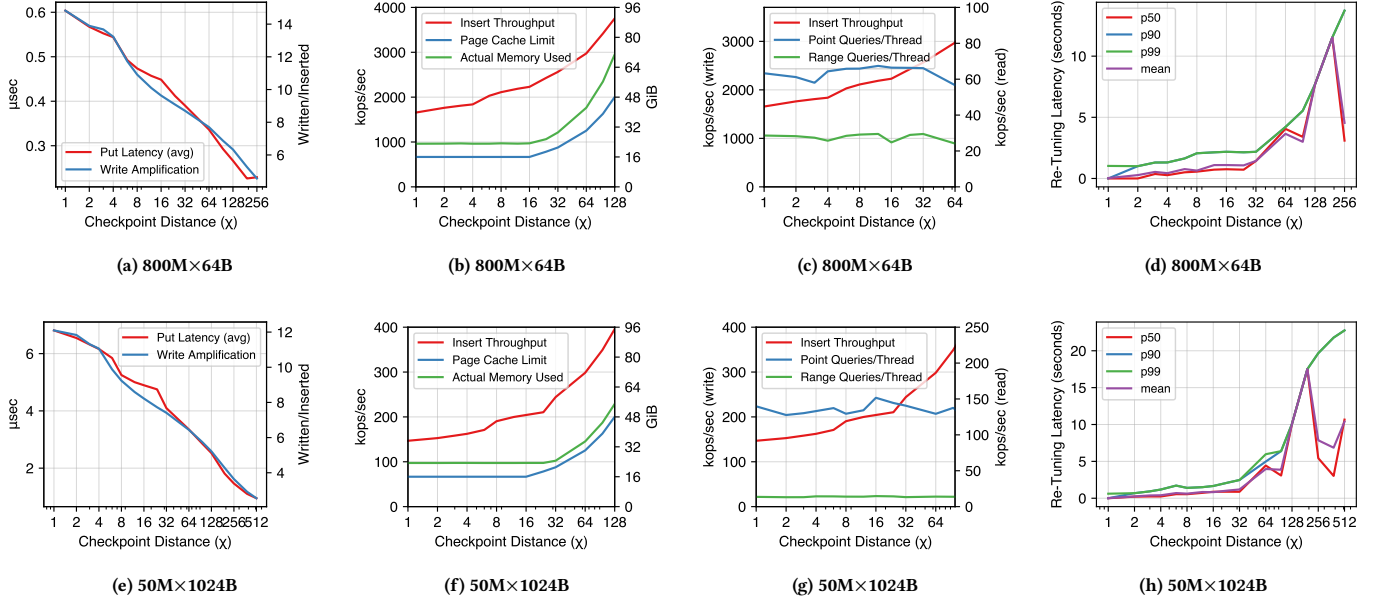 0.6
0.5
0.4
0.3
µsec
14
12
10
8
6
Written/Inserted
Put Latency (avg)
Write Amplification
1 2 4 8 16 32 64 128 256
Checkpoint Distance (χ)
(a) 800M×64B
4000
3000
2000
1000
0
kops/sec
96
80
64
48
32
16
0
GiB
Insert Throughput
Page Cache Limit
Actual Memory Used
1 2 4 8 16 32 64 128
Checkpoint Distance (χ)
(b) 800M×64B
3000
2000
1000
0
kops/sec (write)
100
80
60
40
20
0
kops/sec (read)
Insert Throughput
Point Queries/Thread
Range Queries/Thread
1 2 4 8 16 32 64
Checkpoint Distance (χ)
(c) 800M×64B
10
5
0
Re-Tuning Latency (seconds)
p50
p90
p99
mean
1 2 4 8 16 32 64 128 256
Checkpoint Distance (χ)
(d) 800M×64B
6
4
2
µsec
12
10
8
6
4
Written/Inserted
Put Latency (avg)
Write Amplification
1 2 4 8 16 32 64 128 256 512
Checkpoint Distance (χ)
(e) 50M×1024B
400
300
200
100
0
kops/sec
96
80
64
48
32
16
0
GiB
Insert Throughput
Page Cache Limit
Actual Memory Used
1 2 4 8 16 32 64 128
Checkpoint Distance (χ)
(f) 50M×1024B
400
300
200
100
0
kops/sec (write)
250
200
150
100
50
0
kops/sec (read)
Insert Throughput
Point Queries/Thread
Range Queries/Thread
1 2 4 8 16 32 64
Checkpoint Distance (χ)
(g) 50M×1024B
20
15
10
5
0
Re-Tuning Latency (seconds)
p50
p90
p99
mean
1 2 4 8 16 32 64 128 256 512
Checkpoint Distance (χ)
(h) 50M×1024B